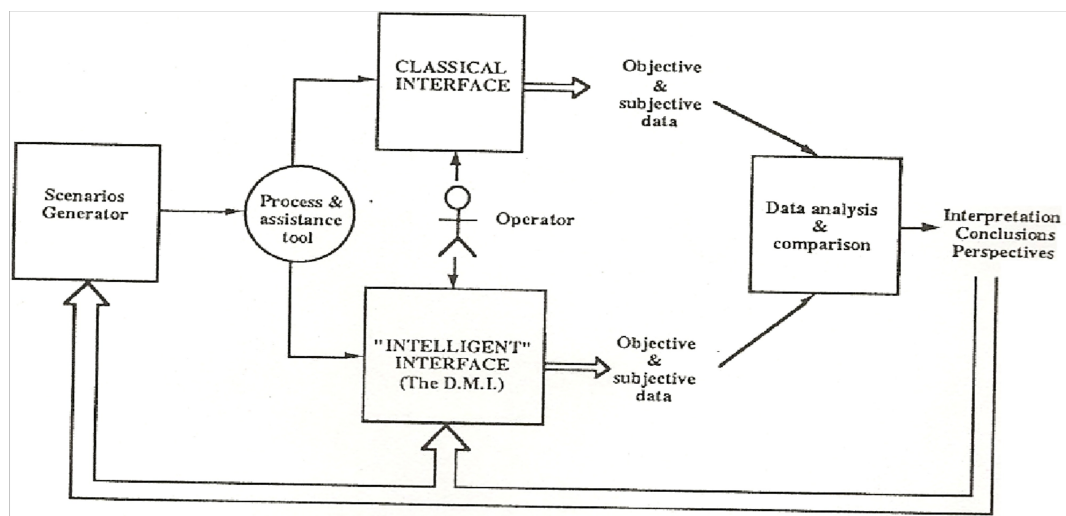 Scenarios
Generator
Process &
assistance
tool
CLASSICAL
INTERFACE
Operator
"INTELLIGENT"
INTERFACE
(The D.M.I.)
Objective
&
subjective
data
Objective
&
subjective
data
Data analysis
&
comparison
Interpretation
Conclusions
Perspectives